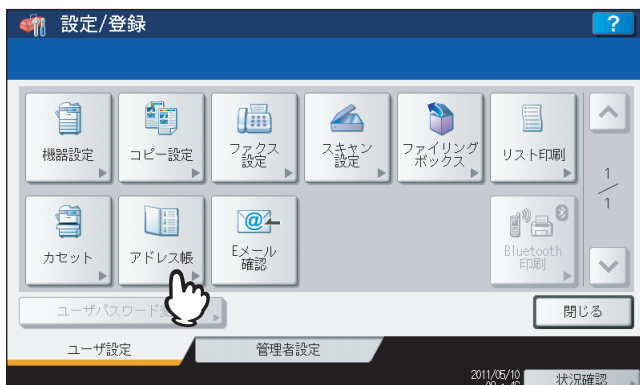 設定/登録
?
機器設定
コピー設定
ファクス
設定
スキャン
設定
ファイリング
ボックス
リスト印刷
1
1
カセット
アドレス帳
Eメール
確認
Bluetooth
印刷
ユーザパスワード変
閉じる
ユーザ設定
管理者設定
2011/05/10
状況確認